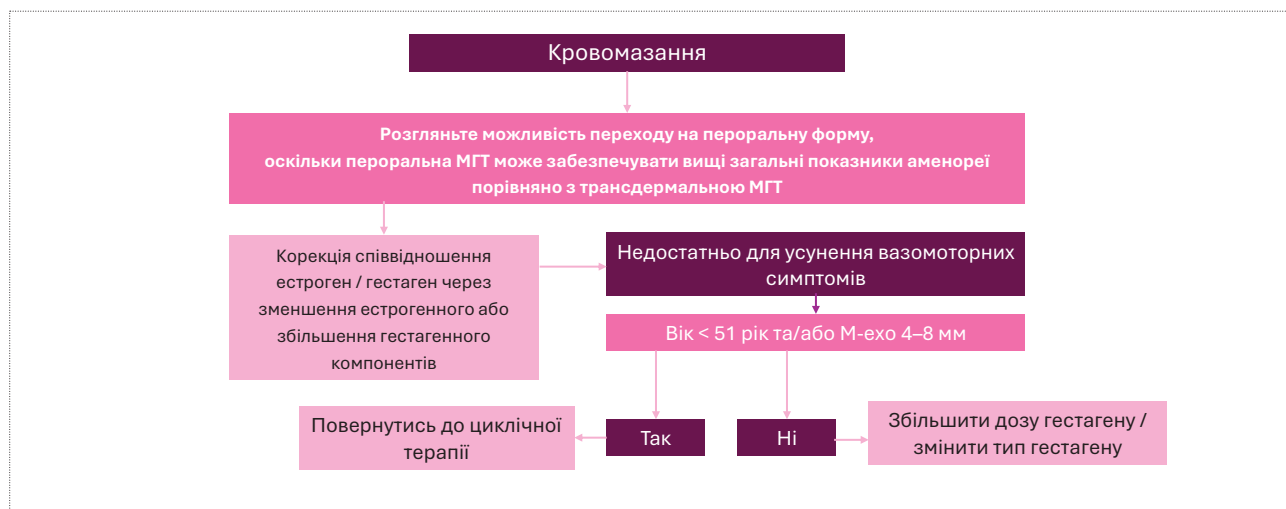 Кровомазання
Розгляньте можливість переходу на пероральну форму,
оскільки пероральна МГТ може забезпечувати вищі загальні показники аменореї
порівняно з трансдермальною МГТ
Корекція співвідношення
естроген / гестаген через
зменшення естрогенного або
збільшення гестагенного
компонентів
Недостатньо для усунення вазомоторних
симптомів
Вік < 51 рік та/або М-ехо 4–8 мм
Повернутись до циклічної
терапії
Так
Ні
Збільшити дозу гестагену /
змінити тип гестагену